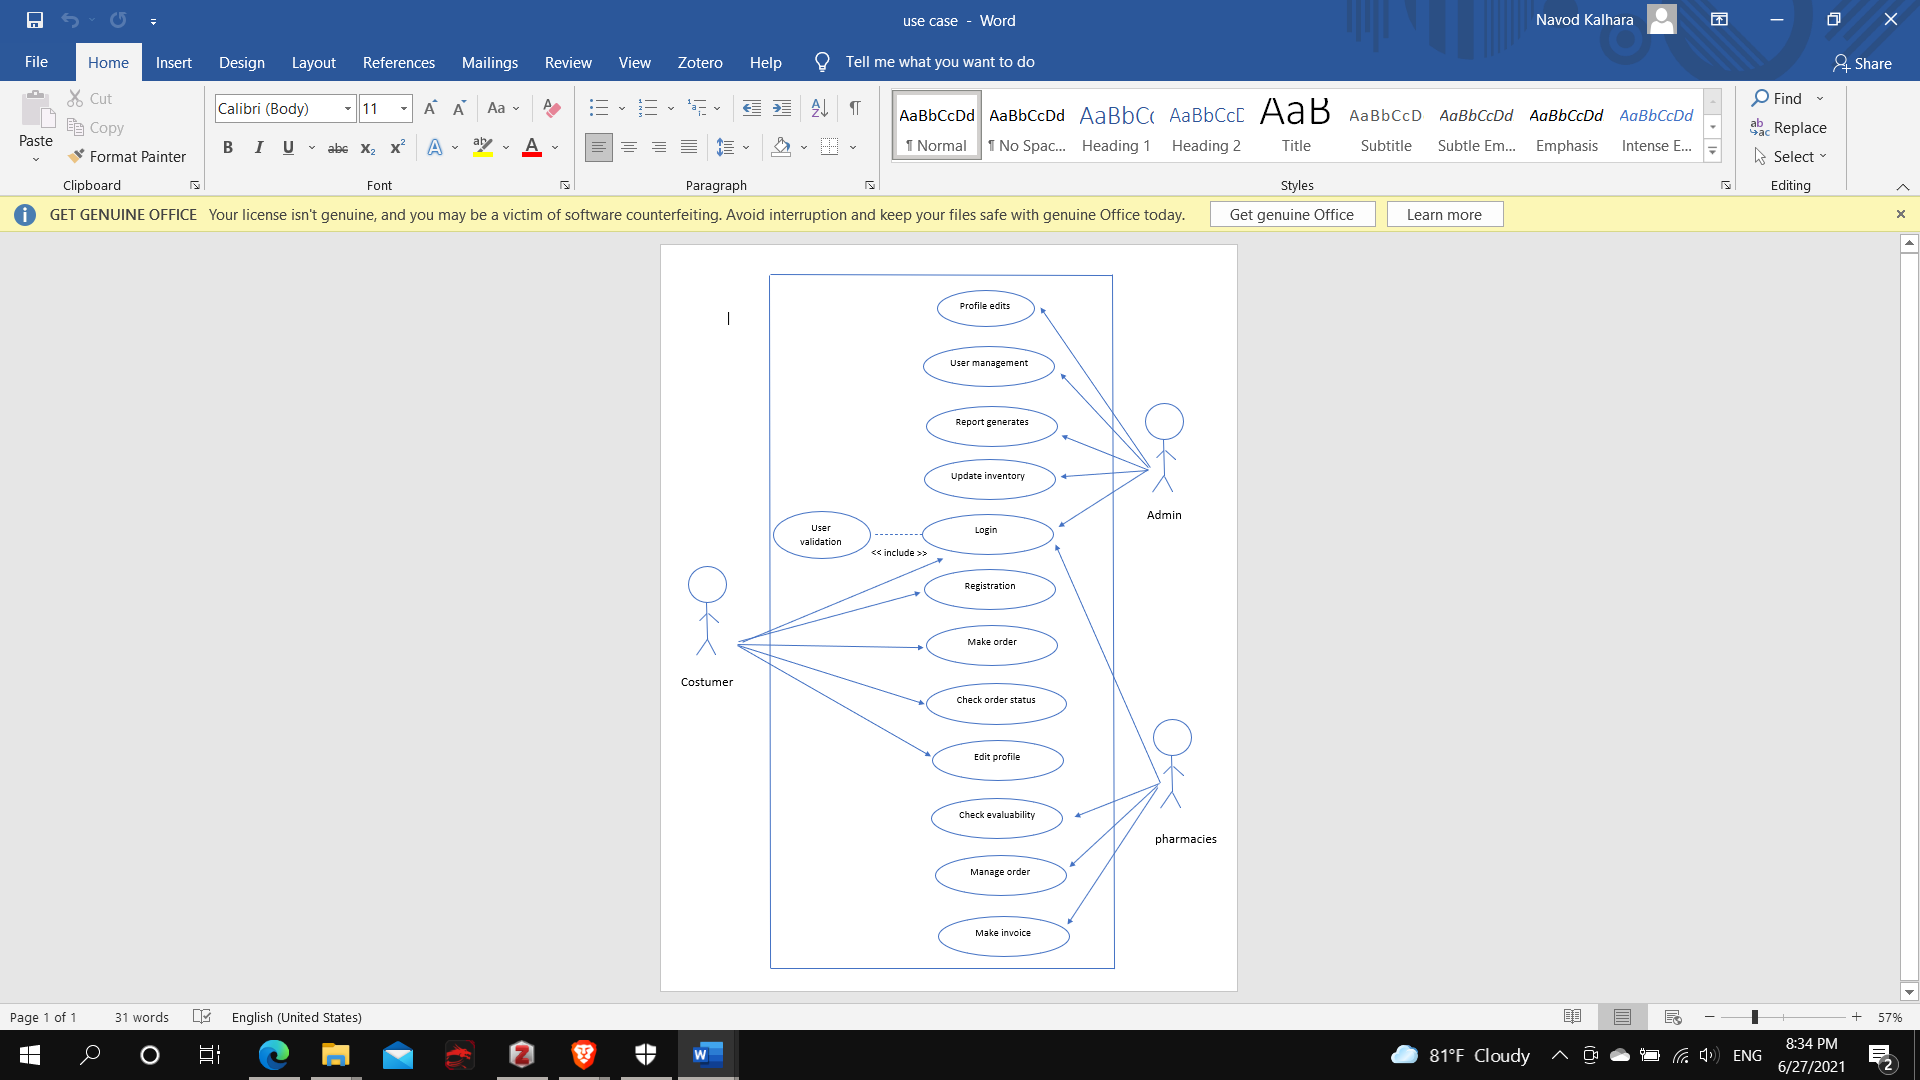 use case - Word
Navod Kalhara
File Home Insert Design Layout References Mailings Review View Zotero Help Tell me what you want to do
Share
Paste
Cut
Copy
Format Painter
Clipboard
Calibri (Body) 11
Aa
B I U abc x₂ x² A ab A
Font
Paragraph
AaBbCcDd AaBbCcDd AaBbCc AaBbCcD AaB AaBbCcD AaBbCcDd AaBbCcDd AaBbCcDd
¶ Normal ¶ No Spac... Heading 1 Heading 2 Title Subtitle Subtle Em... Emphasis Intense E...
Styles
Find
Replace
Select
Editing
GET GENUINE OFFICE Your license isn't genuine, and you may be a victim of software counterfeiting. Avoid interruption and keep your files safe with genuine Office today. Get genuine Office Learn more
Profile edits
User management
Report generates
Update inventory
Admin
User
validation
Login
<< include >>
Registration
Make order
Costumer
Check order status
Edit profile
Check evaluability
pharmacies
Manage order
Make invoice
Page 1 of 1 31 words English (United States) 57%
81°F Cloudy ENG
8:34 PM
6/27/2021
2